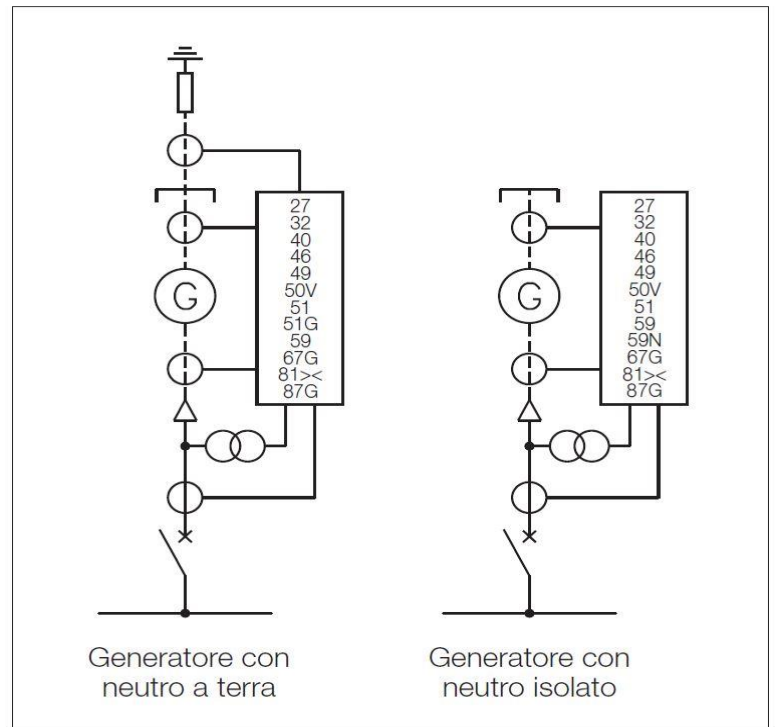 27
32
40
46
49
50V
51
51G
59
67G
81><
87G
G
Generatore con
neutro a terra
27
32
40
46
49
50V
51
59
59N
67G
81><
87G
G
Generatore con
neutro isolato